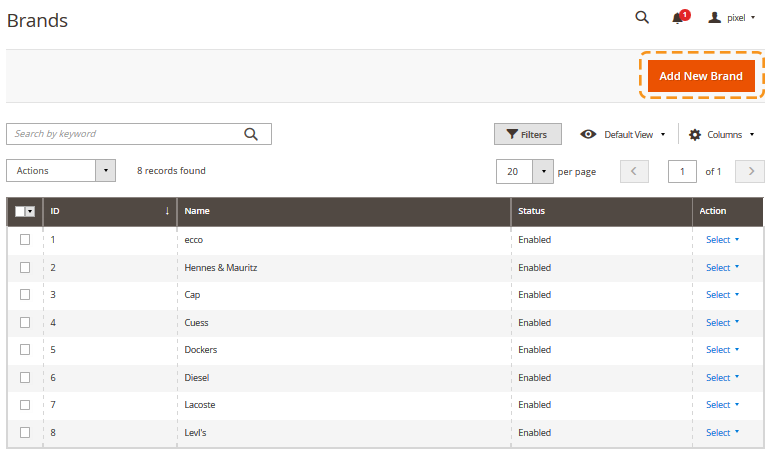 Brands
1
pixel
Add New Brand
Search by keyword
Filters
Default View
Columns
Actions
8 records found
20
per page
1
of 1
ID ↓ Name Status Action
1 ecco Enabled Select
2 Hennes & Mauritz Enabled Select
3 Cap Enabled Select
4 Cuess Enabled Select
5 Dockers Enabled Select
6 Diesel Enabled Select
7 Lacoste Enabled Select
8 Levl's Enabled Select